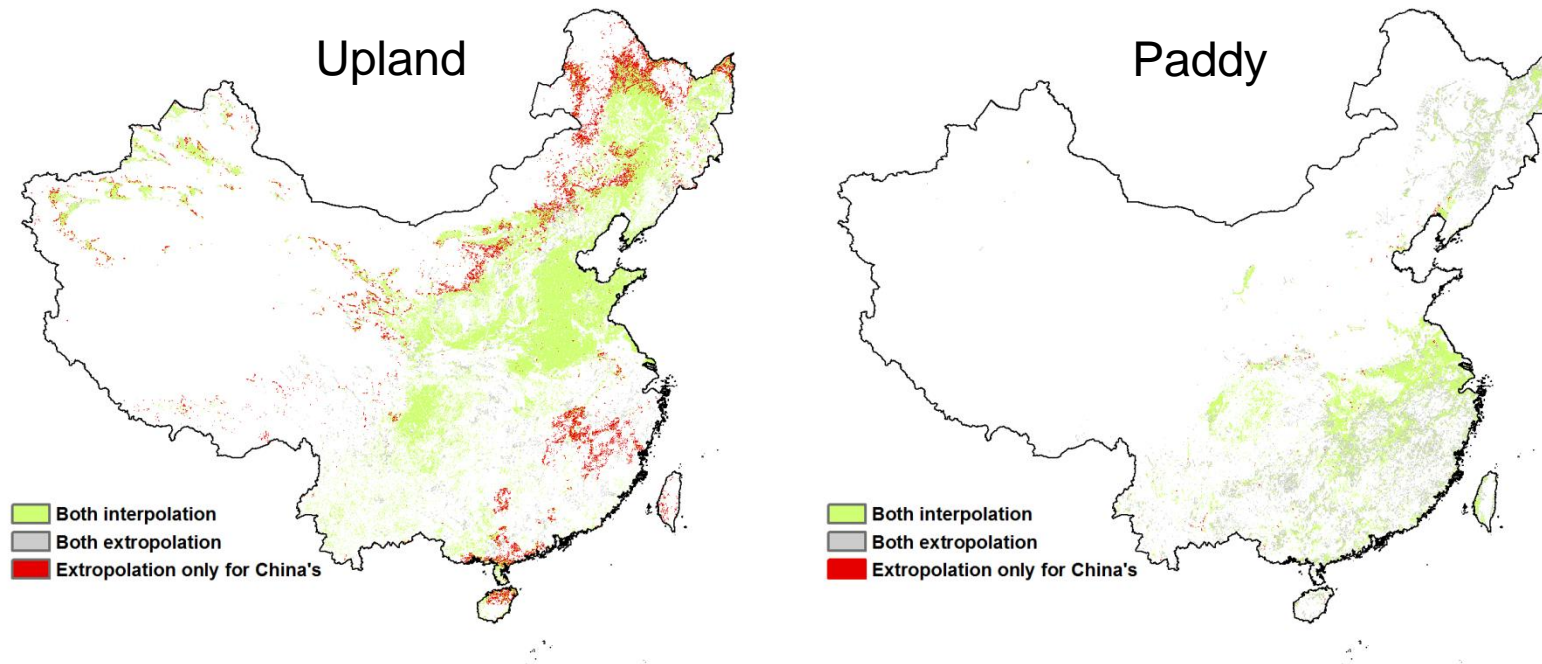 Upland
Both interpolation
Both extropolation
Extropolation only for China's
Paddy
Both interpolation
Both extropolation
Extropolation only for China's